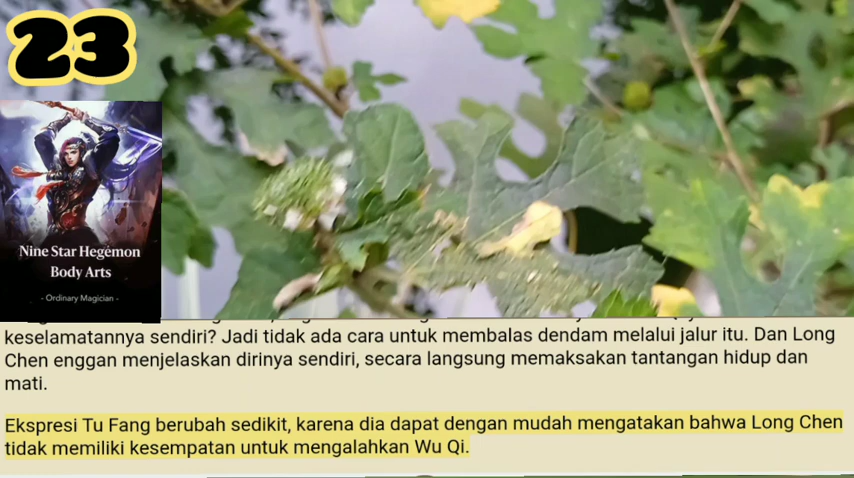 23
Nine Star Hegemon
Body Arts
- Ordinary Magician -
keselamatannya sendiri? Jadi tidak ada cara untuk membalas dendam melalui jalur itu. Dan Long
Chen enggan menjelaskan dirinya sendiri, secara langsung memaksakan tantangan hidup dan
mati.
Ekspresi Tu Fang berubah sedikit, karena dia dapat dengan mudah mengatakan bahwa Long Chen
tidak memiliki kesempatan untuk mengalahkan Wu Qi.